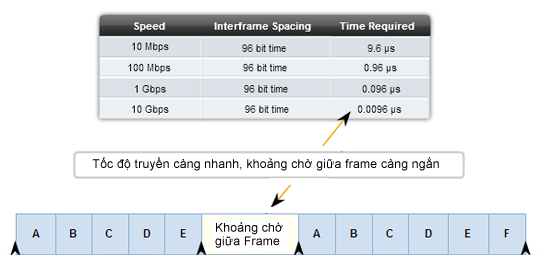 Speed Interframe Spacing Time Required
10 Mbps 96 bit time 9.6 µs
100 Mbps 96 bit time 0.96 µs
1 Gbps 96 bit time 0.096 µs
10 Gbps 96 bit time 0.0096 µs
Tốc độ truyền càng nhanh, khoảng chờ giữa frame càng ngắn
A B C D E Khoảng chờ A B C D E F
giữa Frame